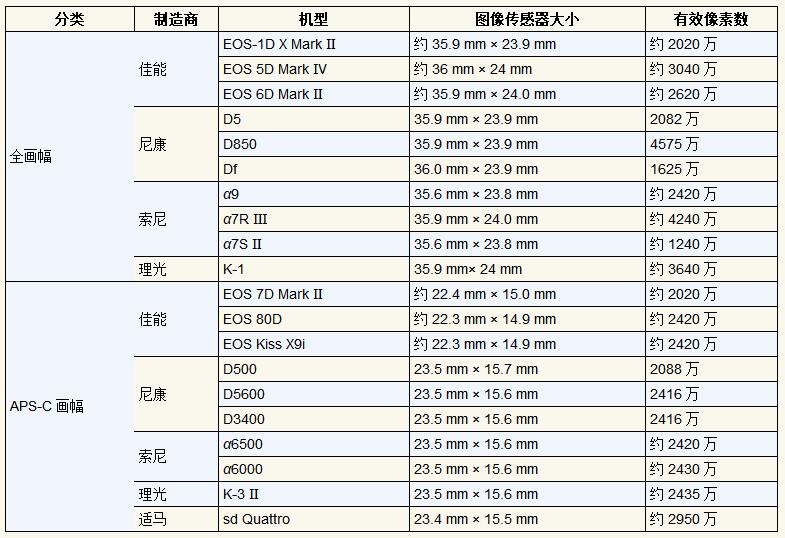 分类 制造商 机型 图像传感器大小 有效像素数
全画幅 佳能 EOS-1D X Mark II 约 35.9 mm × 23.9 mm 约 2020 万
EOS 5D Mark IV 约 36 mm × 24 mm 约 3040 万
EOS 6D Mark II 约 35.9 mm × 24.0 mm 约 2620 万
尼康 D5 35.9 mm × 23.9 mm 2082 万
D850 35.9 mm × 23.9 mm 4575 万
Df 36.0 mm × 23.9 mm 1625 万
索尼 α9 35.6 mm × 23.8 mm 约 2420 万
α7R III 35.9 mm × 24.0 mm 约 4240 万
α7S II 35.6 mm × 23.8 mm 约 1240 万
理光 K-1 35.9 mm× 24 mm 约 3640 万
APS-C 画幅 佳能 EOS 7D Mark II 约 22.4 mm × 15.0 mm 约 2020 万
EOS 80D 约 22.3 mm × 14.9 mm 约 2420 万
EOS Kiss X9i 约 22.3 mm × 14.9 mm 约 2420 万
尼康 D500 23.5 mm × 15.7 mm 2088 万
D5600 23.5 mm × 15.6 mm 2416 万
D3400 23.5 mm × 15.6 mm 2416 万
索尼 α6500 23.5 mm × 15.6 mm 约 2420 万
α6000 23.5 mm × 15.6 mm 约 2430 万
理光 K-3 II 23.5 mm × 15.6 mm 约 2435 万
适马 sd Quattro 23.4 mm × 15.5 mm 约 2950 万